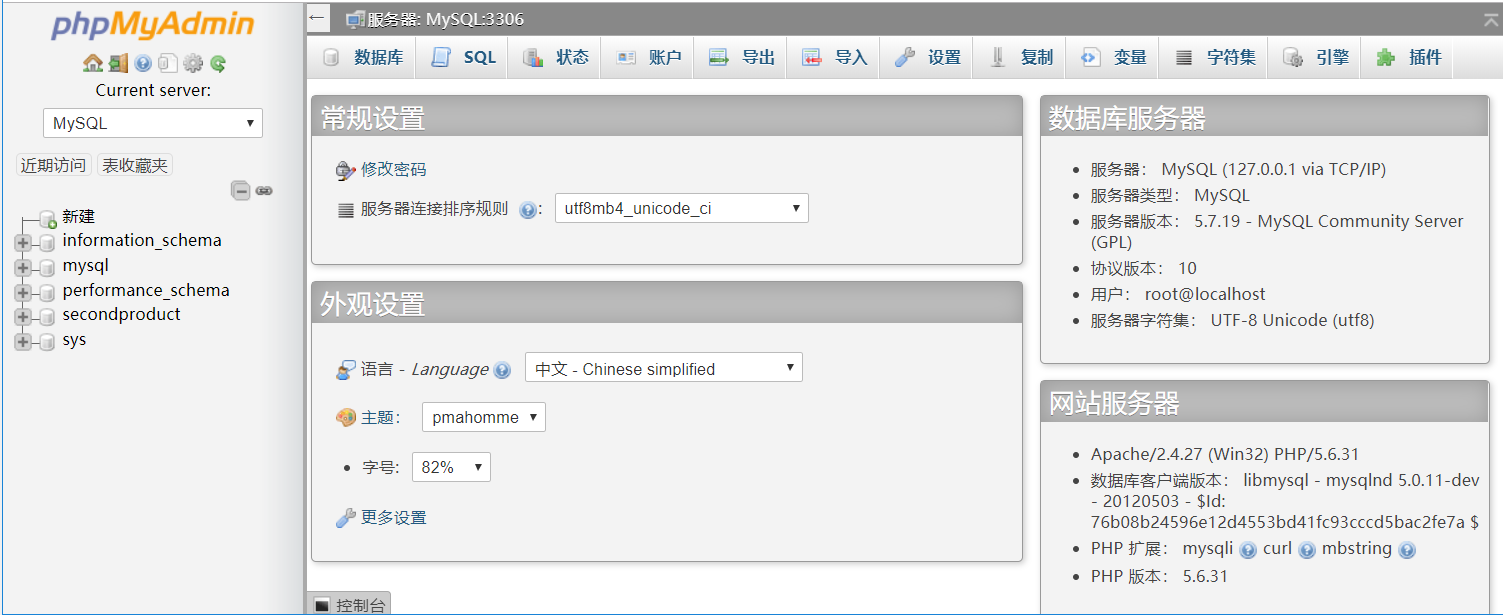 phpMyAdmin
Current server:
MySQL
近期访问 表收藏夹
新建
information_schema
mysql
performance_schema
secondproduct
sys
服务器: MySQL:3306
数据库 SQL 状态 账户 导出 导入 设置 复制 变量 字符集 引擎 插件
常规设置
修改密码
服务器连接排序规则 : utf8mb4_unicode_ci
外观设置
语言 - Language 中文 - Chinese simplified
主题: pmahomme
字号: 82%
更多设置
控制台
数据库服务器
服务器: MySQL (127.0.0.1 via TCP/IP)
服务器类型: MySQL
服务器版本: 5.7.19 - MySQL Community Server
(GPL)
协议版本: 10
用户: root@localhost
服务器字符集: UTF-8 Unicode (utf8)
网站服务器
Apache/2.4.27 (Win32) PHP/5.6.31
数据库客户端版本: libmysql - mysqlnd 5.0.11-dev
- 20120503 - $Id:
76b08b24596e12d4553bd41fc93cccd5bac2fe7a $
PHP 扩展: mysqli curl mbstring
PHP 版本: 5.6.31